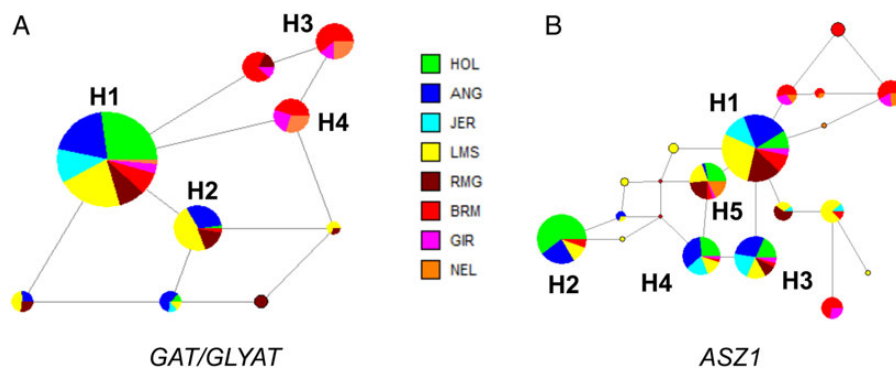 A
H1
H2
H3
H4
GAT/GLYAT
HOL
ANG
JER
LMS
RMG
BRM
GIR
NEL
B
H1
H5
H2
H4
H3
ASZ1